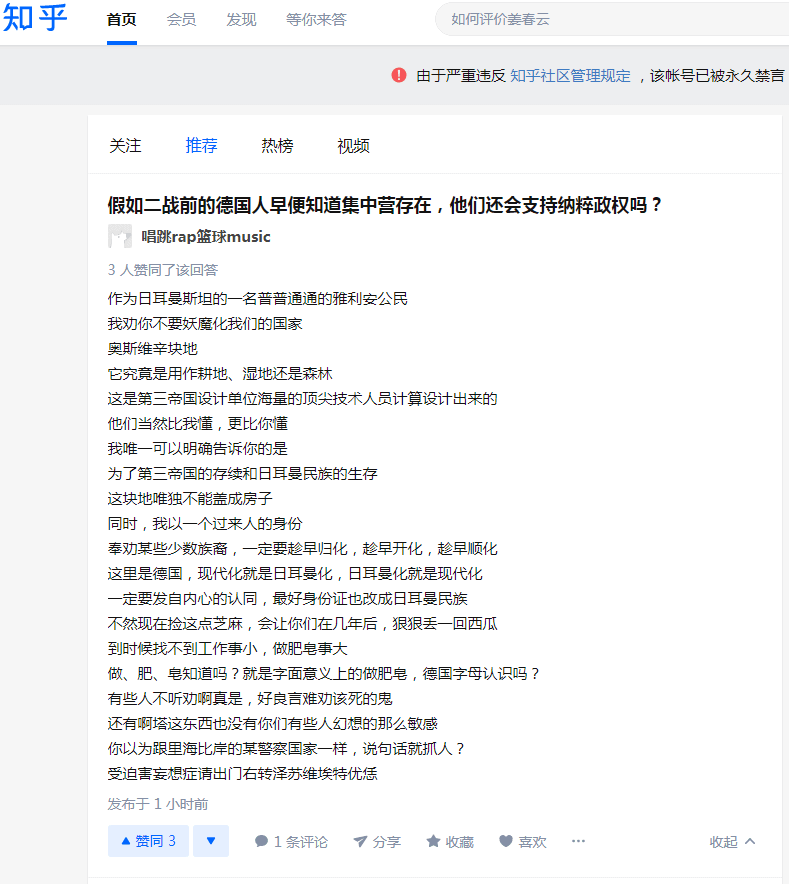 知乎
首页 会员 发现 等你来答 如何评价姜春云
由于严重违反 知乎社区管理规定 ，该帐号已被永久禁言
关注 推荐 热榜 视频
假如二战前的德国人早便知道集中营存在，他们还会支持纳粹政权吗？
唱跳rap篮球music
3 人赞同了该回答
作为日耳曼斯坦的一名普普通通的雅利安公民
我劝你不要妖魔化我们的国家
奥斯维辛块地
它究竟是用作耕地、湿地还是森林
这是第三帝国设计单位海量的顶尖技术人员计算设计出来的
他们当然比我懂，更比你懂
我唯一可以明确告诉你的是
为了第三帝国的存续和日耳曼民族的生存
这块地唯独不能盖成房子
同时，我以一个过来人的身份
奉劝某些少数族裔，一定要趁早归化，趁早开化，趁早顺化
这里是德国，现代化就是日耳曼化，日耳曼化就是现代化
一定要发自内心的认同，最好身份证也改成日耳曼民族
不然现在捡这点芝麻，会让你们在几年后，狠狠丢一回西瓜
到时候找不到工作事小，做肥皂事大
做、肥、皂知道吗？就是字面意义上的做肥皂，德国字母认识吗？
有些人不听劝啊真是，好良言难劝该死的鬼
还有啊塔这东西也没有你们有些人幻想的那么敏感
你以为跟里海比岸的某警察国家一样，说句话就抓人？
受迫害妄想症请出门右转泽苏维埃特优恁
发布于 1 小时前
赞同 3 1 条评论 分享 收藏 喜欢 ··· 收起